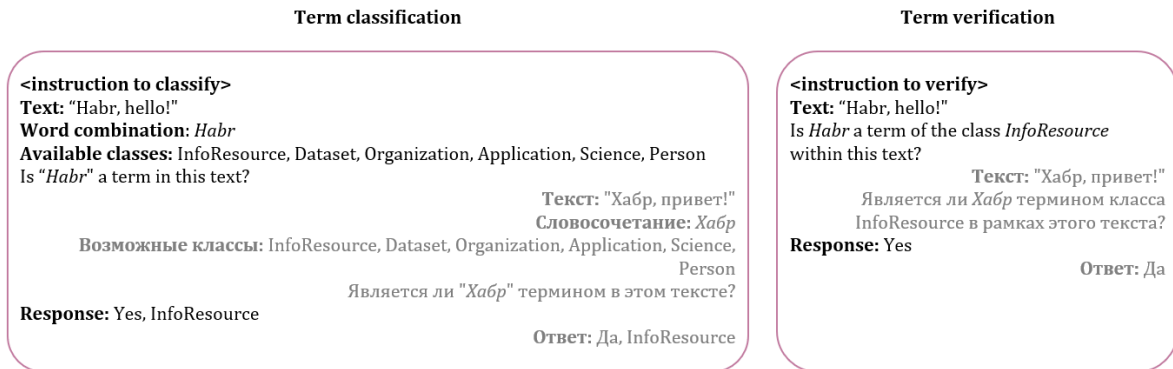 Term classification
<instruction to classify>
Text: “Habr, hello!"
Word combination: Habr
Available classes: InfoResource, Dataset, Organization, Application, Science, Person
Is “Habr" a term in this text?
Текст: "Хабр, привет!"
Словосочетание: Хабр
Возможные классы: InfoResource, Dataset, Organization, Application, Science,
Person
Является ли "Хабр" термином в этом тексте?
Response: Yes, InfoResource
Ответ: Да, InfoResource
Term verification
<instruction to verify>
Text: “Habr, hello!"
Is Habr a term of the class InfoResource
within this text?
Текст: "Хабр, привет!"
Является ли Хабр термином класса
InfoResource в рамках этого текста?
Response: Yes
Ответ: Да